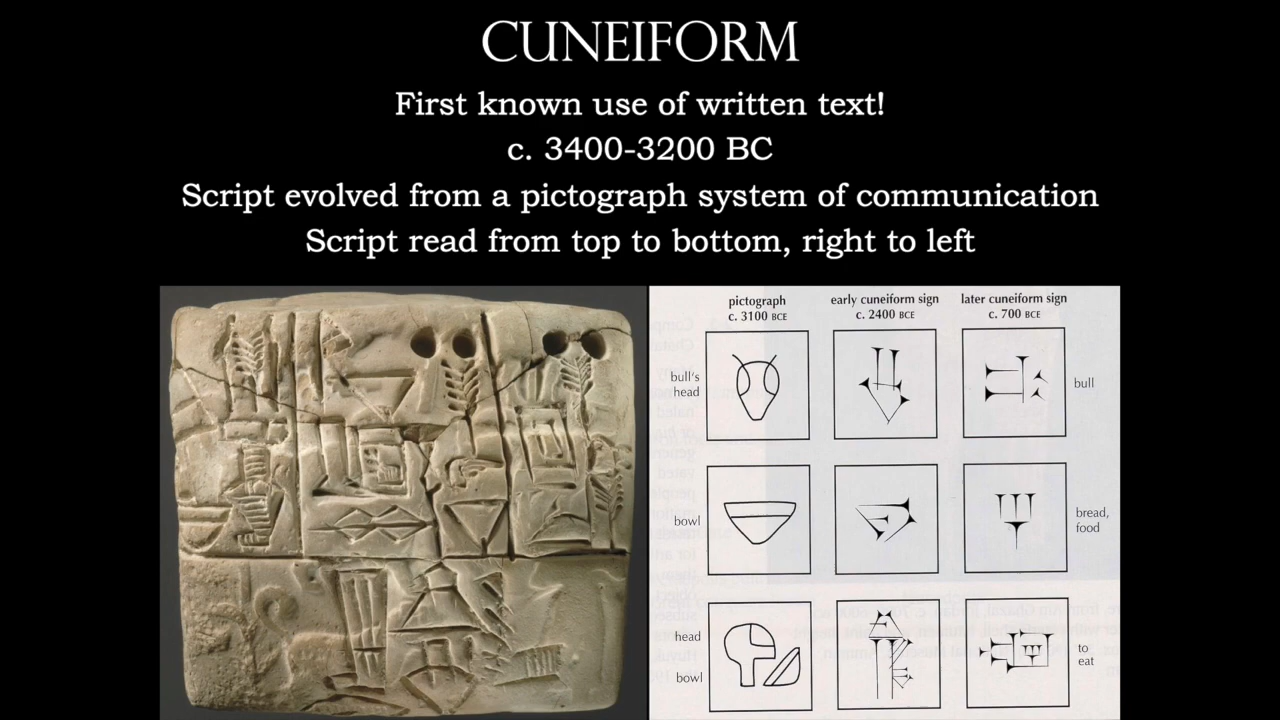 CUNEIFORM
First known use of written text!
c. 3400-3200 BC
Script evolved from a pictograph system of communication
Script read from top to bottom, right to left
pictograph
c. 3100 BCE
early cuneiform sign
c. 2400 BCE
later cuneiform sign
c. 700 BCE
bull's
head
bull
bowl
bread,
food
head
bowl
to
eat